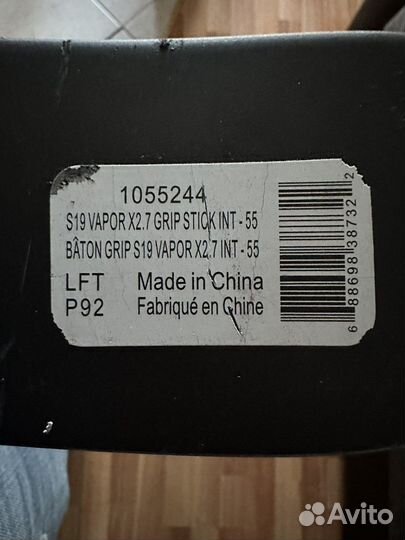 1055244
S19 VAPOR X2.7 GRIP STICK INT - 55
BÂTON GRIP S19 VAPOR X2.7 INT - 55
LFT Made in China
P92 Fabriqué en Chine
6 88698 38732 2
Avito